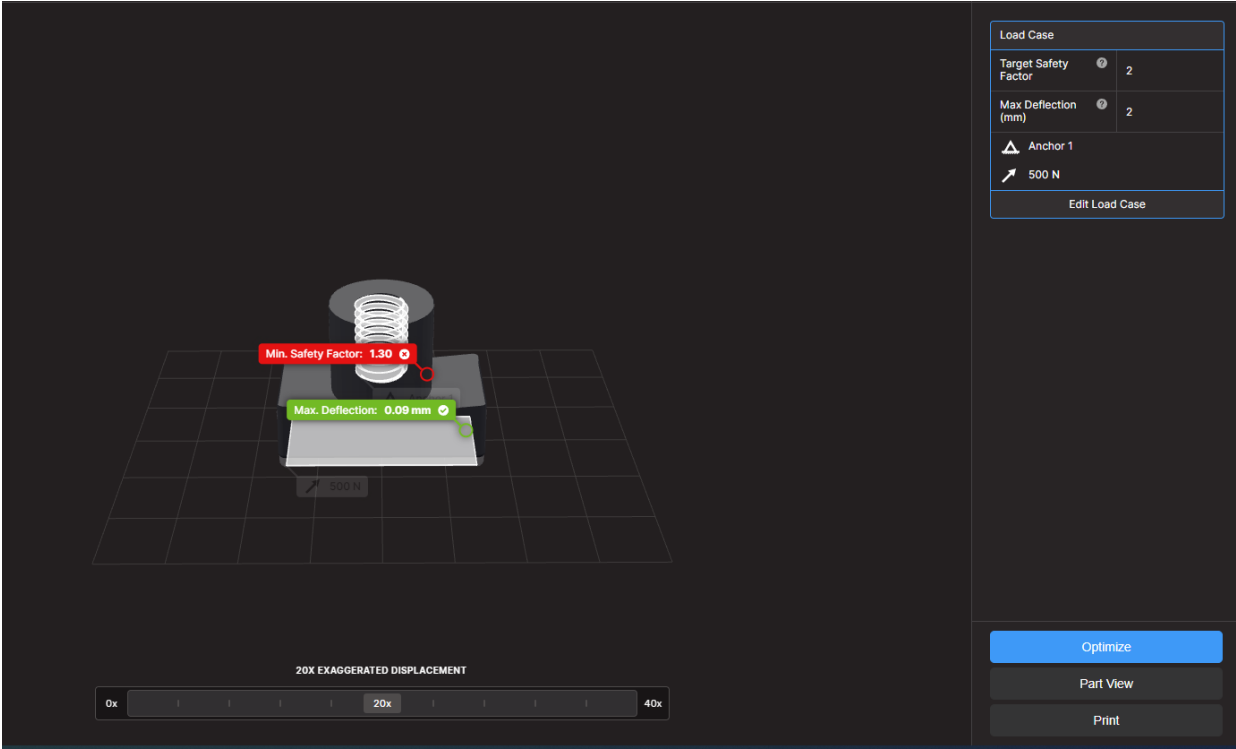 Load Case
Target Safety
Factor
2
Max Deflection
(mm)
2
Anchor 1
500 N
Edit Load Case
Min. Safety Factor: 1.30
Max. Deflection: 0.09 mm
500 N
20X EXAGGERATED DISPLACEMENT
0x
20x
40x
Optimize
Part View
Print